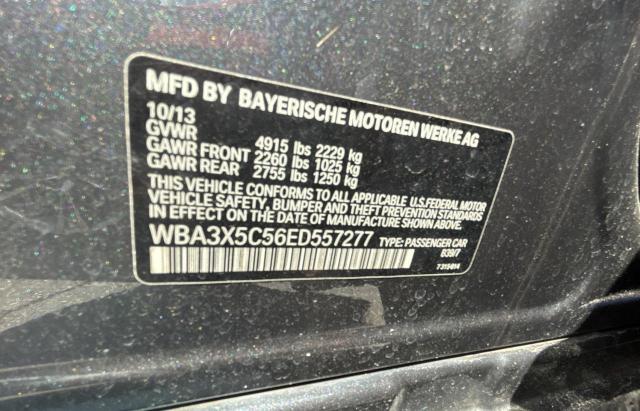 MFD BY BAYERISCHE MOTOREN WERKE AG
10/13
GVWR 4915 lbs 2229 kg
GAWR FRONT 2260 lbs 1025 kg
GAWR REAR 2755 lbs 1250 kg
THIS VEHICLE CONFORMS TO ALL APPLICABLE U.S.FEDERAL MOTOR
VEHICLE SAFETY, BUMPER AND THEFT PREVENTION STANDARDS
IN EFFECT ON THE DATE OF MANUFACTURE SHOWN ABOVE.
WBA3X5C56ED557277 TYPE: PASSENGER CAR